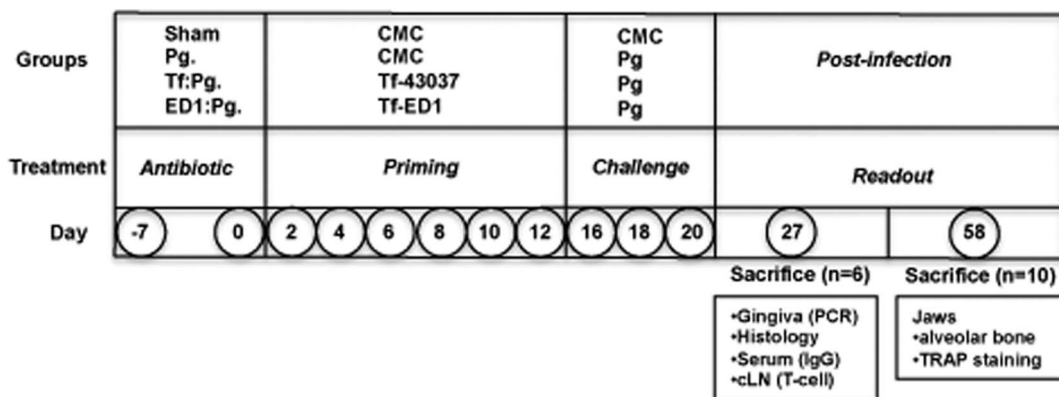 Groups
Sham CMC CMC
Pg. CMC Pg
Tf:Pg. Tf-43037 Pg
ED1:Pg. Tf-ED1 Pg
Post-infection
Treatment Antibiotic Priming Challenge Readout
Day -7 0 2 4 6 8 10 12 16 18 20 27 58
Sacrifice (n=6)
•Gingiva (PCR)
•Histology
•Serum (IgG)
•cLN (T-cell)
Sacrifice (n=10)
Jaws
•alveolar bone
•TRAP staining